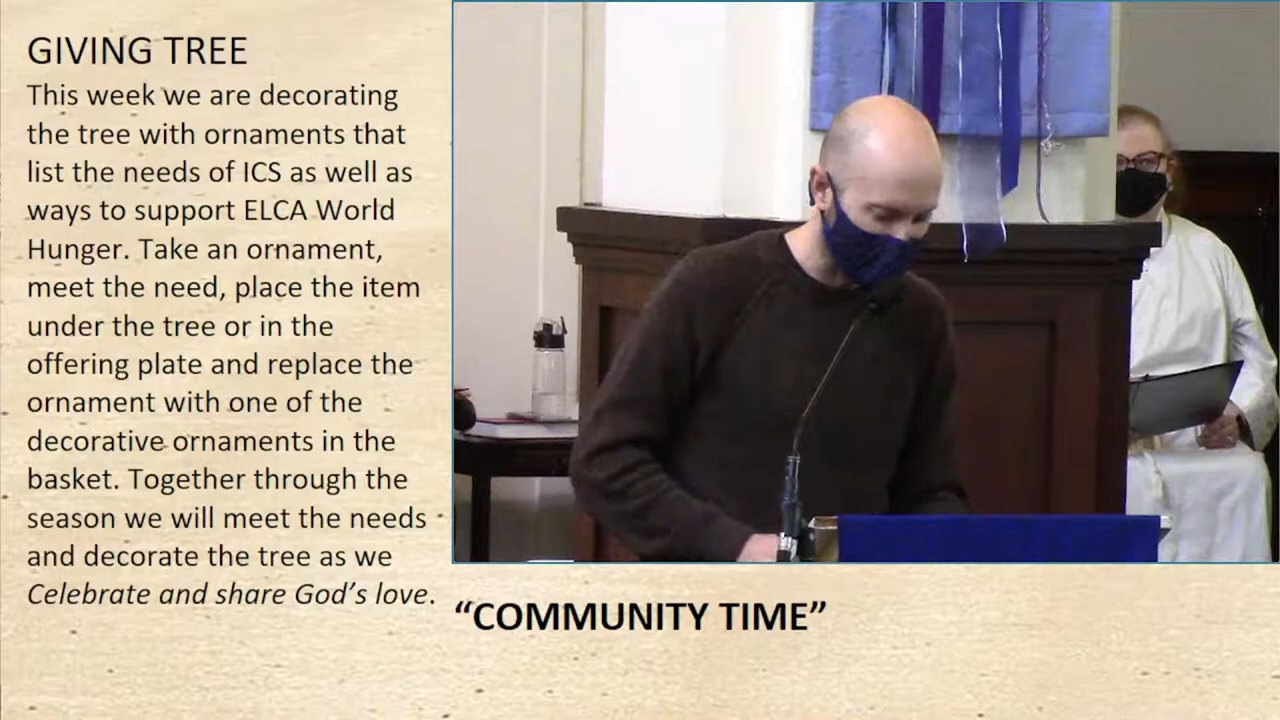 GIVING TREE
This week we are decorating
the tree with ornaments that
list the needs of ICS as well as
ways to support ELCA World
Hunger. Take an ornament,
meet the need, place the item
under the tree or in the
offering plate and replace the
ornament with one of the
decorative ornaments in the
basket. Together through the
season we will meet the needs
and decorate the tree as we
Celebrate and share God’s love.
“COMMUNITY TIME”